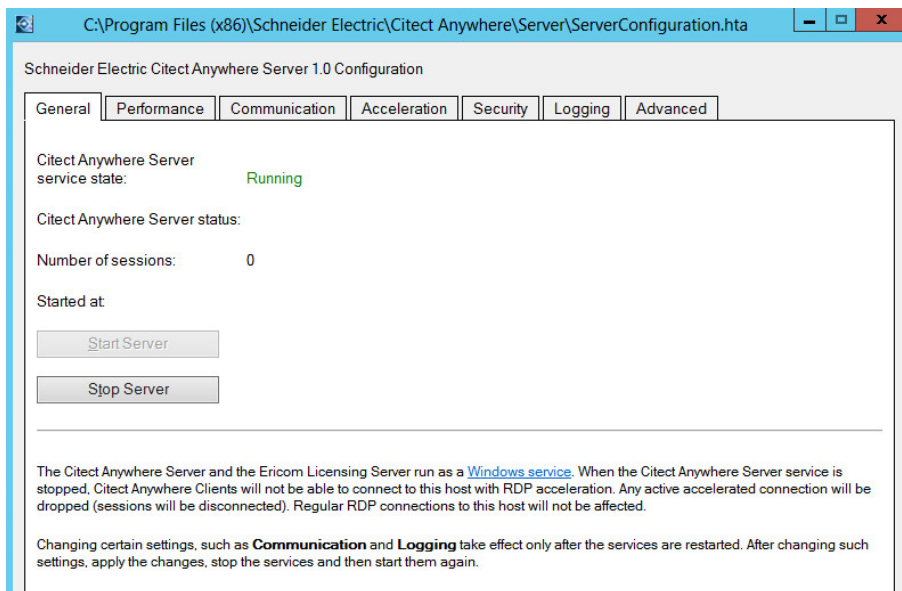 C:\Program Files (x86)\Schneider Electric\Citect Anywhere\Server\ServerConfiguration.hta
Schneider Electric Citect Anywhere Server 1.0 Configuration
General Performance Communication Acceleration Security Logging Advanced
Citect Anywhere Server
service state: Running
Citect Anywhere Server status:
Number of sessions: 0
Started at:
Start Server
Stop Server
The Citect Anywhere Server and the Ericom Licensing Server run as a Windows service. When the Citect Anywhere Server service is
stopped, Citect Anywhere Clients will not be able to connect to this host with RDP acceleration. Any active accelerated connection will be
dropped (sessions will be disconnected). Regular RDP connections to this host will not be affected.
Changing certain settings, such as Communication and Logging take effect only after the services are restarted. After changing such
settings, apply the changes, stop the services and then start them again.